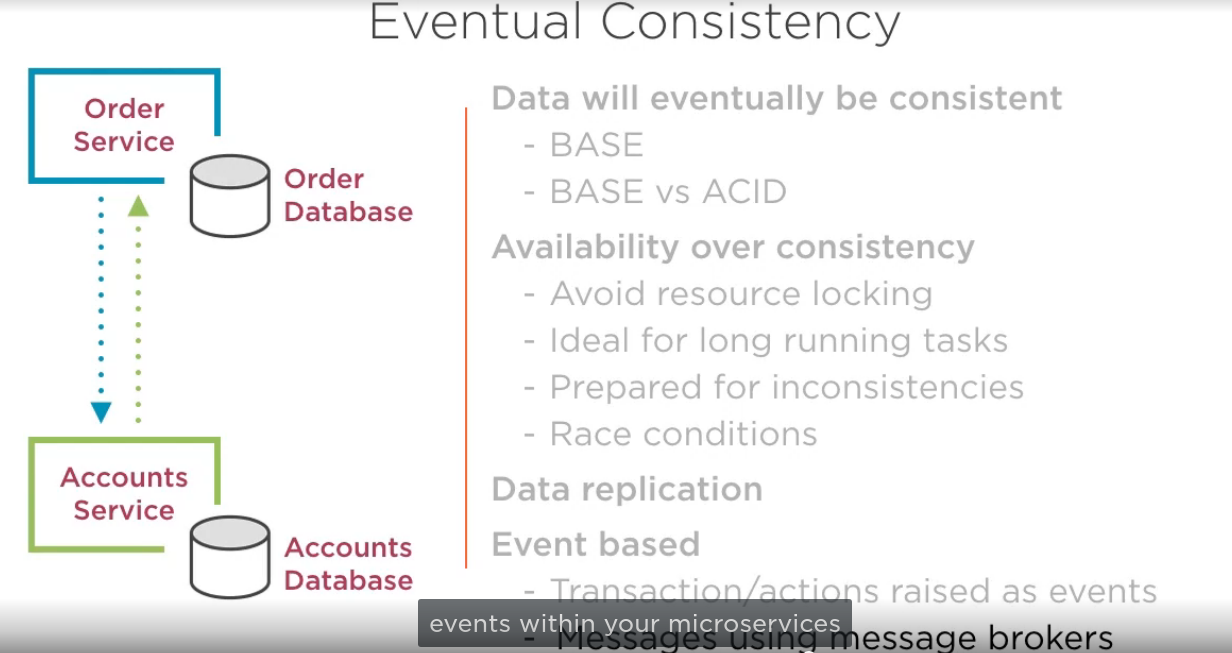 Eventual Consistency
Order
Service
Order
Database
Accounts
Service
Accounts
Database
Data will eventually be consistent
- BASE
- BASE vs ACID
Availability over consistency
- Avoid resource locking
- Ideal for long running tasks
- Prepared for inconsistencies
- Race conditions
Data replication
Event based
- Transaction/actions raised as events
- Messages using message brokers
events within your microservices